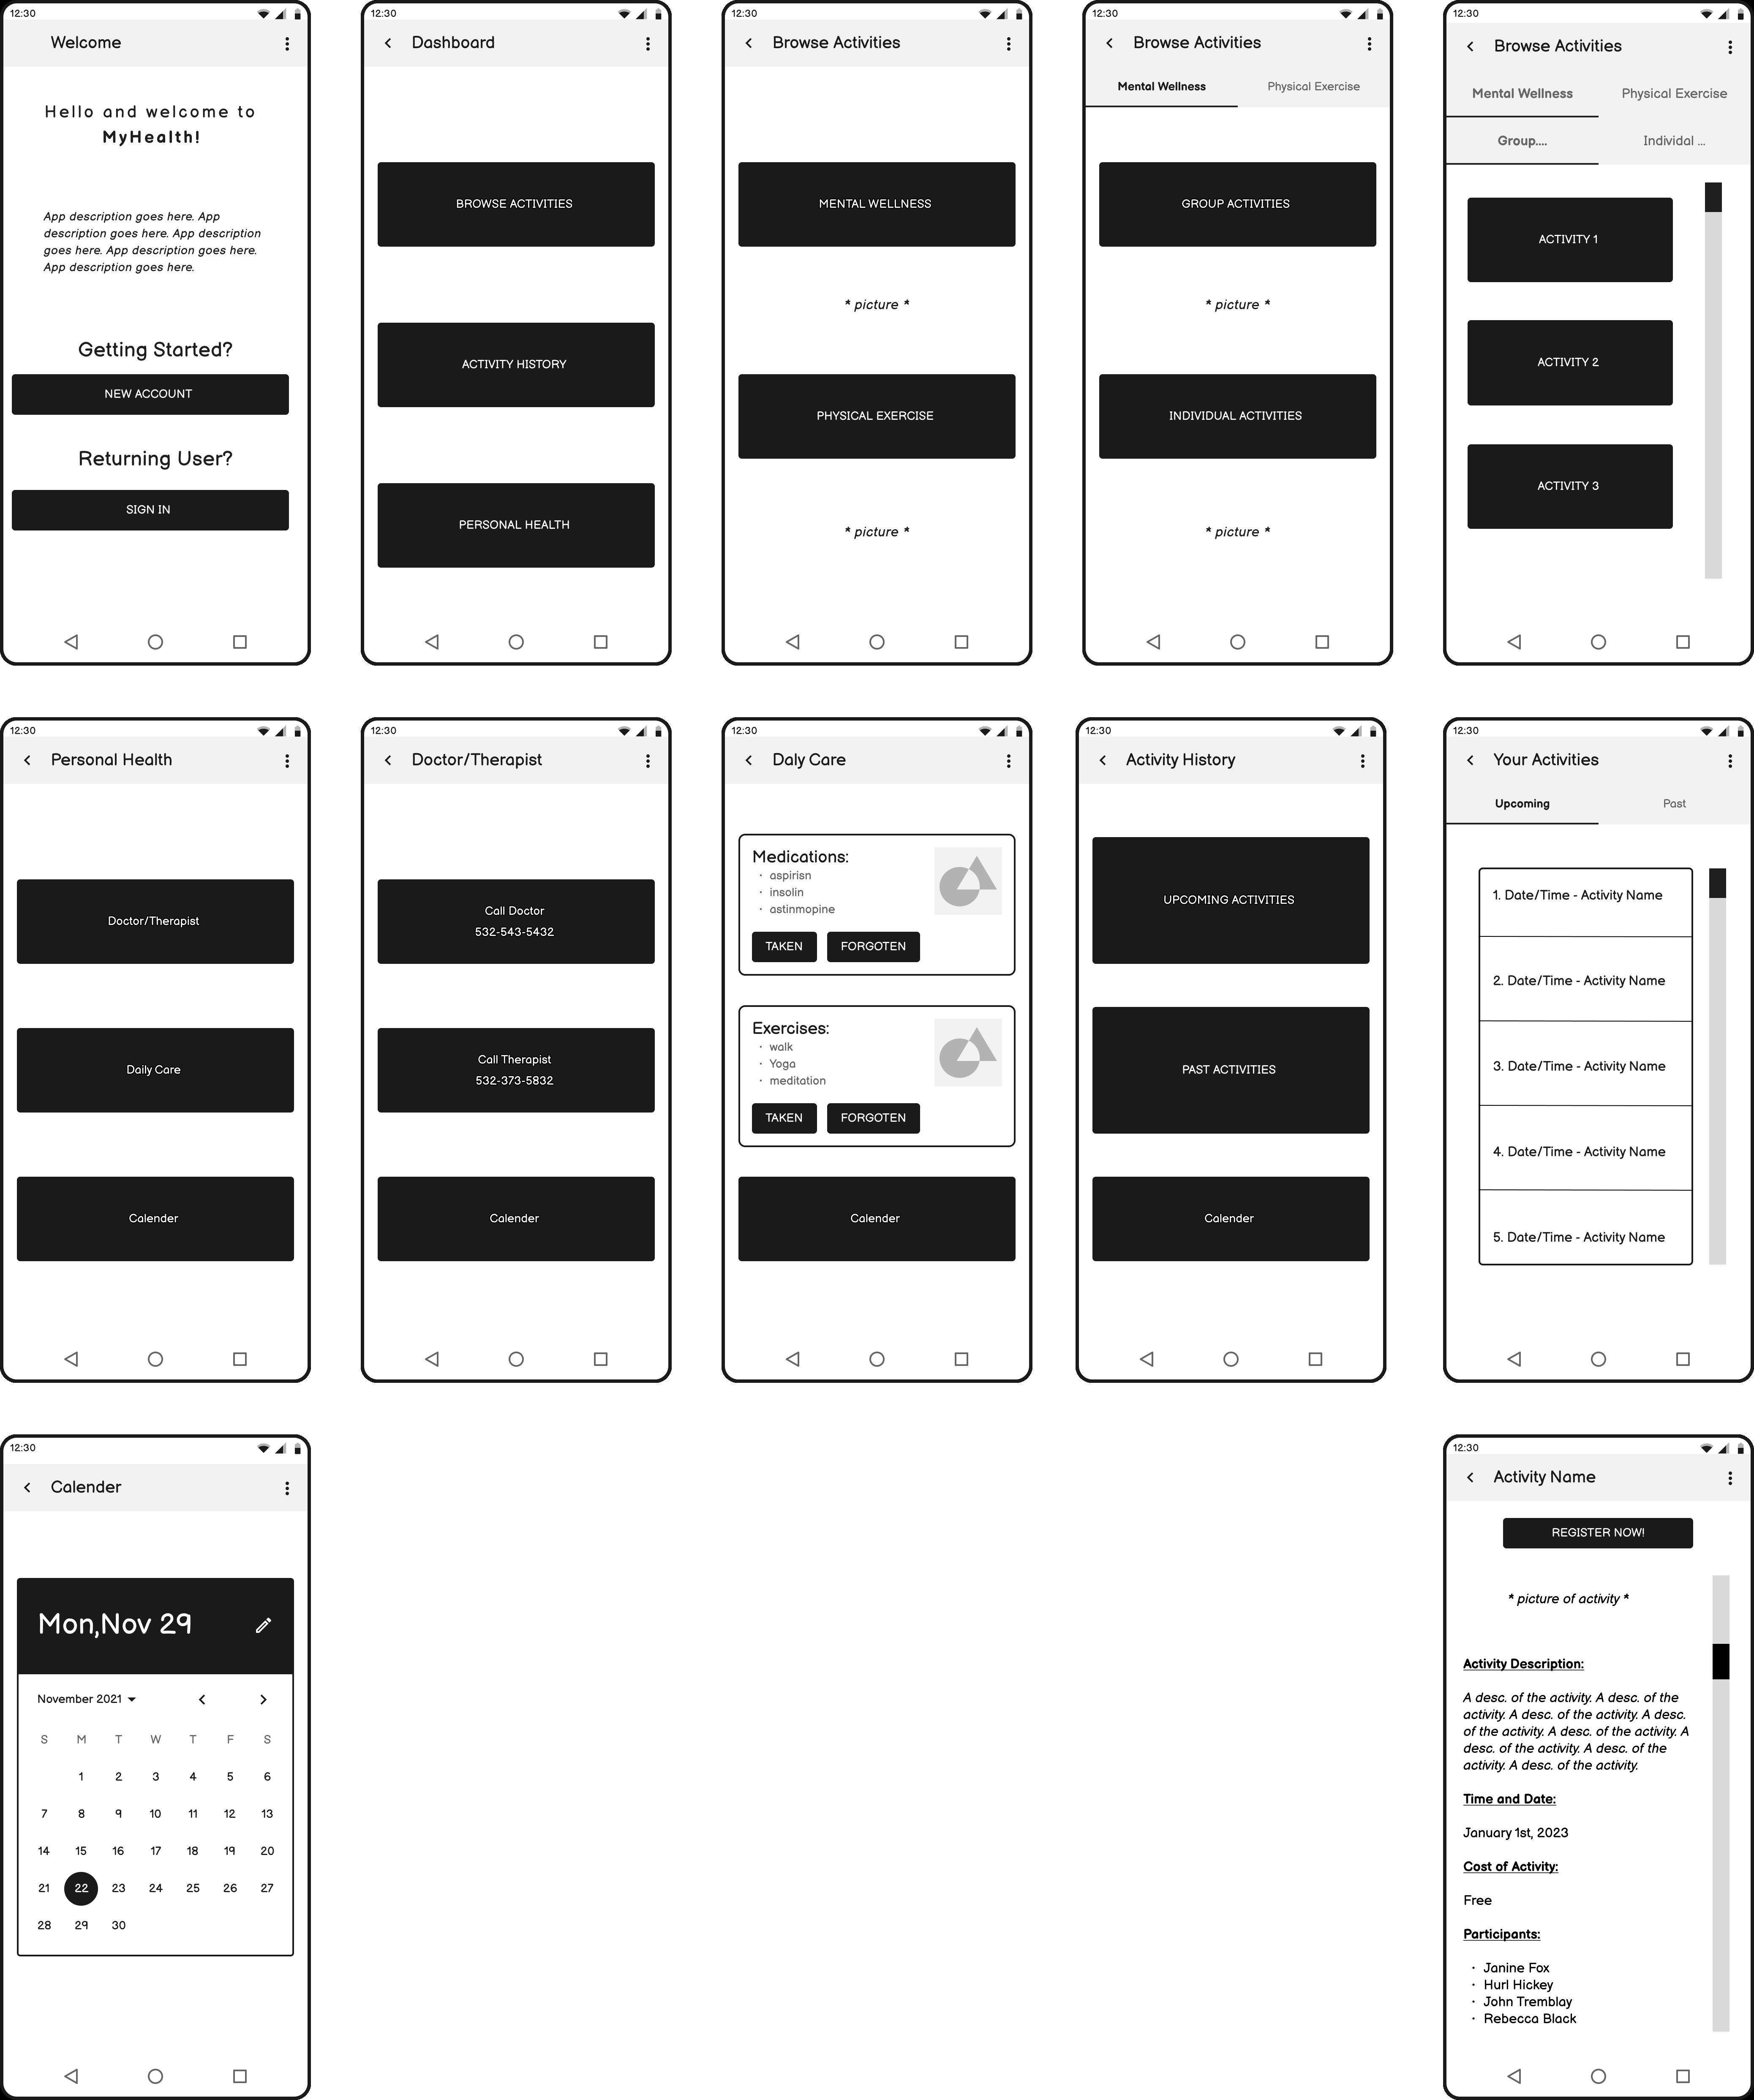 12:30
Welcome
Hello and welcome to
MyHealth!
App description goes here. App
description goes here. App description
goes here. App description goes here.
App description goes here.
Getting Started?
NEW ACCOUNT
Returning User?
SIGN IN
12:30
Dashboard
BROWSE ACTIVITIES
ACTIVITY HISTORY
PERSONAL HEALTH
12:30
Browse Activities
MENTAL WELLNESS
* picture *
PHYSICAL EXERCISE
* picture *
12:30
Browse Activities
Mental Wellness
Physical Exercise
GROUP ACTIVITIES
* picture *
INDIVIDUAL ACTIVITIES
* picture *
12:30
Browse Activities
Mental Wellness
Physical Exercise
Group....
Individal ...
ACTIVITY 1
ACTIVITY 2
ACTIVITY 3
12:30
Personal Health
Doctor/Therapist
Daily Care
Calender
12:30
Doctor/Therapist
Call Doctor
532-543-5432
Call Therapist
532-373-5832
Calender
12:30
Daly Care
Medications:
· aspirisn
· insolin
· astinmopine
TAKEN
FORGOTEN
Exercises:
· walk
· Yoga
· meditation
TAKEN
FORGOTEN
Calender
12:30
Activity History
UPCOMING ACTIVITIES
PAST ACTIVITIES
Calender
12:30
Your Activities
Upcoming
Past
1. Date/Time - Activity Name
2. Date/Time - Activity Name
3. Date/Time - Activity Name
4. Date/Time - Activity Name
5. Date/Time - Activity Name
12:30
Calender
Mon,Nov 29
November 2021
S M T W T F S
1 2 3 4 5 6
7 8 9 10 11 12 13
14 15 16 17 18 19 20
21 22 23 24 25 26 27
28 29 30
12:30
Activity Name
REGISTER NOW!
* picture of activity *
Activity Description:
A desc. of the activity. A desc. of the
activity. A desc. of the activity. A desc.
of the activity. A desc. of the activity. A
desc. of the activity. A desc. of the
activity. A desc. of the activity.
Time and Date:
January 1st, 2023
Cost of Activity:
Free
Participants:
· Janine Fox
· Hurl Hickey
· John Tremblay
· Rebecca Black